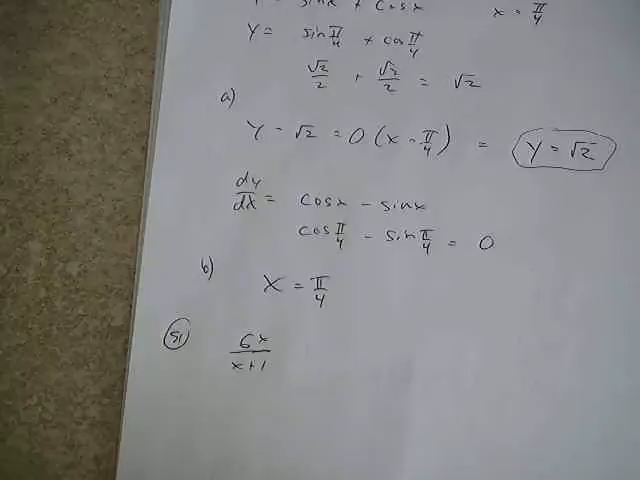 Y = sinx + cosx x = π/4
Y = sin π/4 + cos π/4
√2/2 + √2/2 = √2
a)
Y - √2 = 0 (x - π/4) = Y = √2
dy/dx = cosx - sinx
cos π/4 - sin π/4 = 0
b) X = π/4
51 6x/x+1